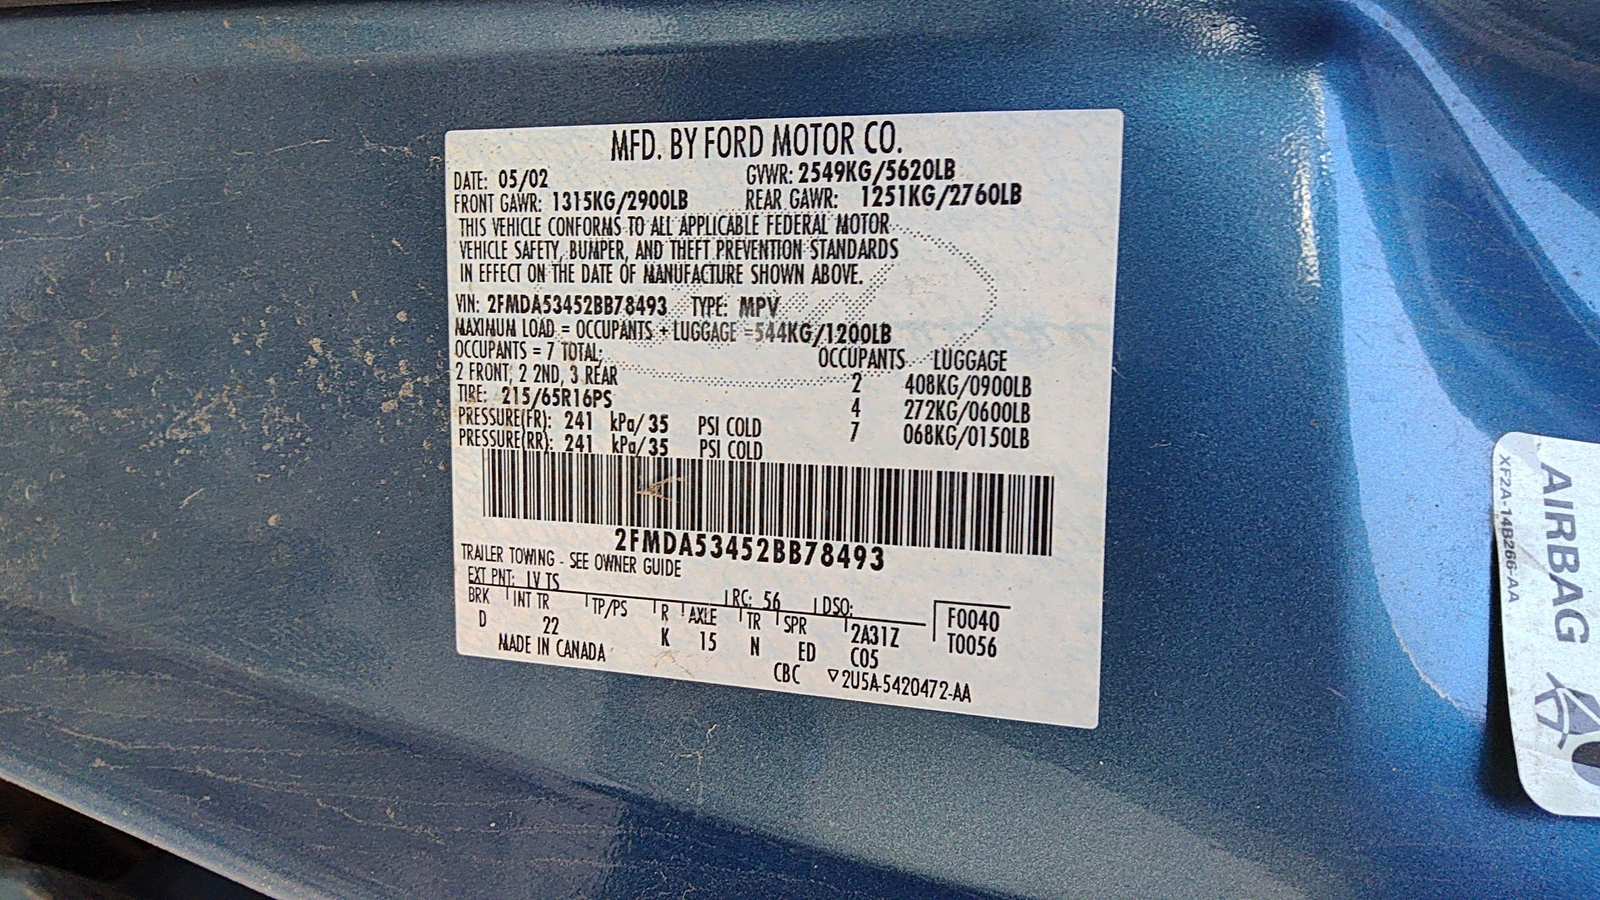 MFD. BY FORD MOTOR CO.
DATE: 05/02 GVWR: 2549KG/5620LB
FRONT GAWR: 1315KG/2900LB REAR GAWR: 1251KG/2760LB
THIS VEHICLE CONFORMS TO ALL APPLICABLE FEDERAL MOTOR
VEHICLE SAFETY, BUMPER, AND THEFT PREVENTION STANDARDS
IN EFFECT ON THE DATE OF MANUFACTURE SHOWN ABOVE.
VIN: 2FMDA53452BB78493 TYPE: MPV
MAXIMUM LOAD = OCCUPANTS + LUGGAGE =544KG/1200LB
OCCUPANTS = 7 TOTAL: OCCUPANTS LUGGAGE
2 FRONT, 2 2ND, 3 REAR 2 408KG/0900LB
TIRE: 215/65R16PS 4 272KG/0600LB
PRESSURE(FR): 241 kPa/35 PSI COLD 7 068KG/0150LB
PRESSURE(RR): 241 kPa/35 PSI COLD
2FMDA53452BB78493
TRAILER TOWING - SEE OWNER GUIDE
EXT PNT: LV TS RC: 56 DSO: F0040
BRK INT TR TP/PS R AXLE TR SPR 2A31Z T0056
D 22 K 15 N ED C05
MADE IN CANADA CBC ▽2U5A-5420472-AA
AIRBAG
XF2A-14B266-AA